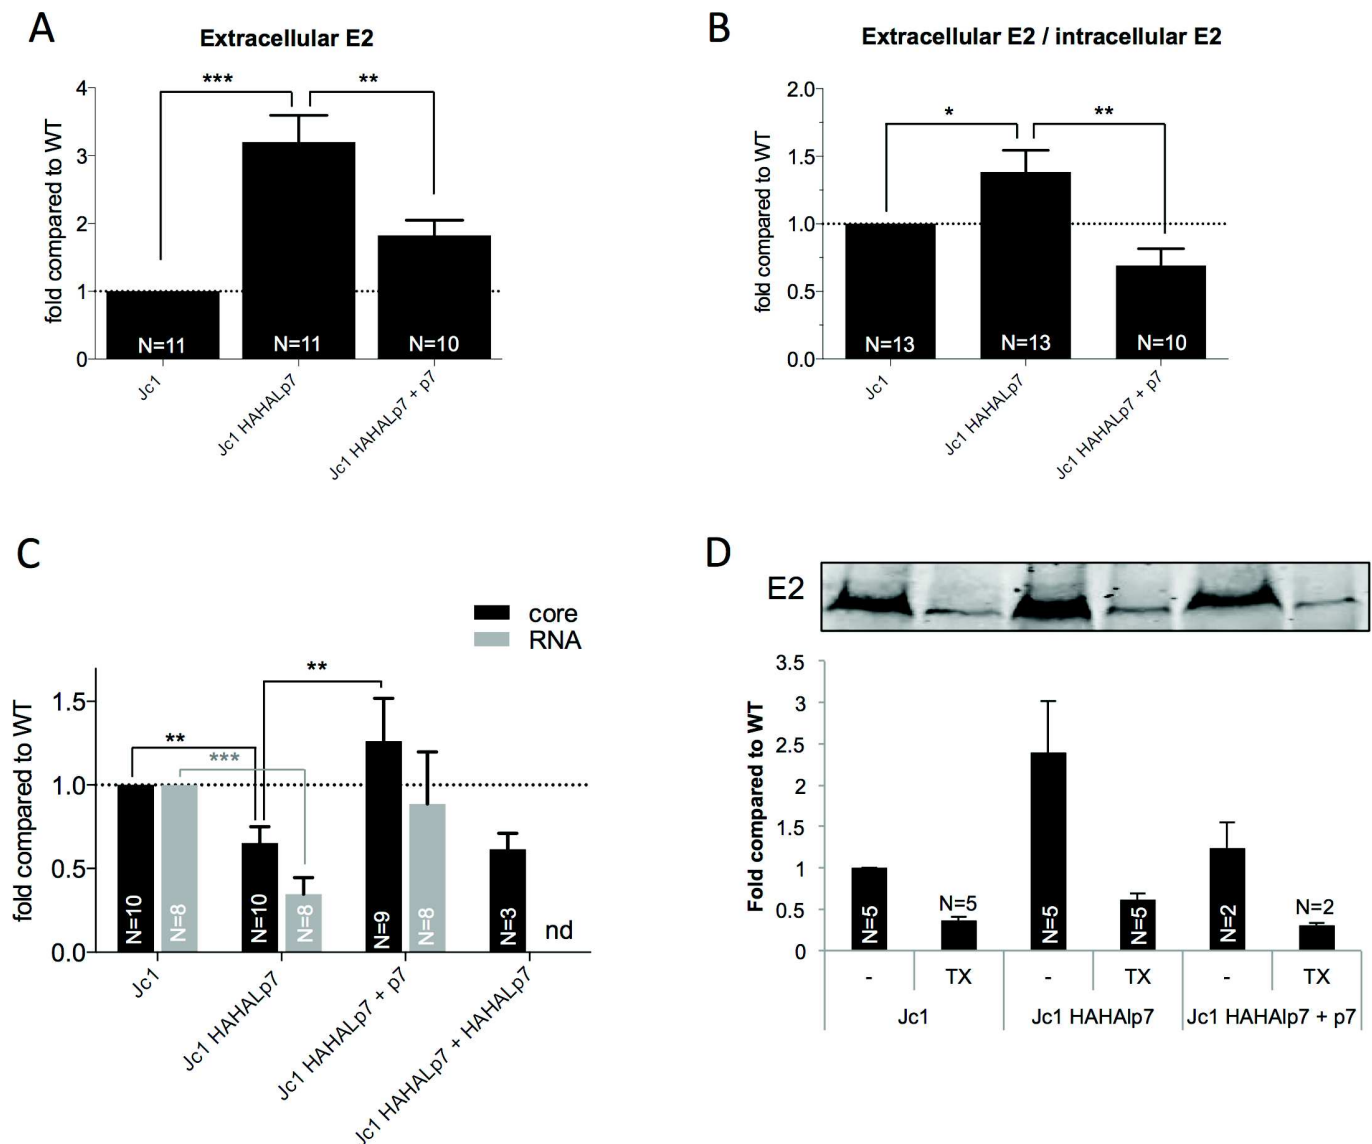 A
Extracellular E2
fold compared to WT
4
3
2
1
0
***
**
N=11
N=11
N=10
Jc1
Jc1 HAHALp7
Jc1 HAHALp7 + p7
B
Extracellular E2 / intracellular E2
fold compared to WT
2.0
1.5
1.0
0.5
0.0
*
**
N=13
N=13
N=10
Jc1
Jc1 HAHALp7
Jc1 HAHALp7 + p7
C
core
RNA
fold compared to WT
1.5
1.0
0.5
0.0
**
***
**
N=10
N=8
N=10
N=8
N=9
N=8
N=3
nd
Jc1
Jc1 HAHALp7
Jc1 HAHALp7 + p7
Jc1 HAHALp7 + HAHALp7
D
E2
Fold compared to WT
3.5
3
2.5
2
1.5
1
0.5
0
N=5
N=5
N=5
N=5
N=2
N=2
- TX - TX - TX
Jc1 Jc1 HAHAlp7 Jc1 HAHAlp7 + p7